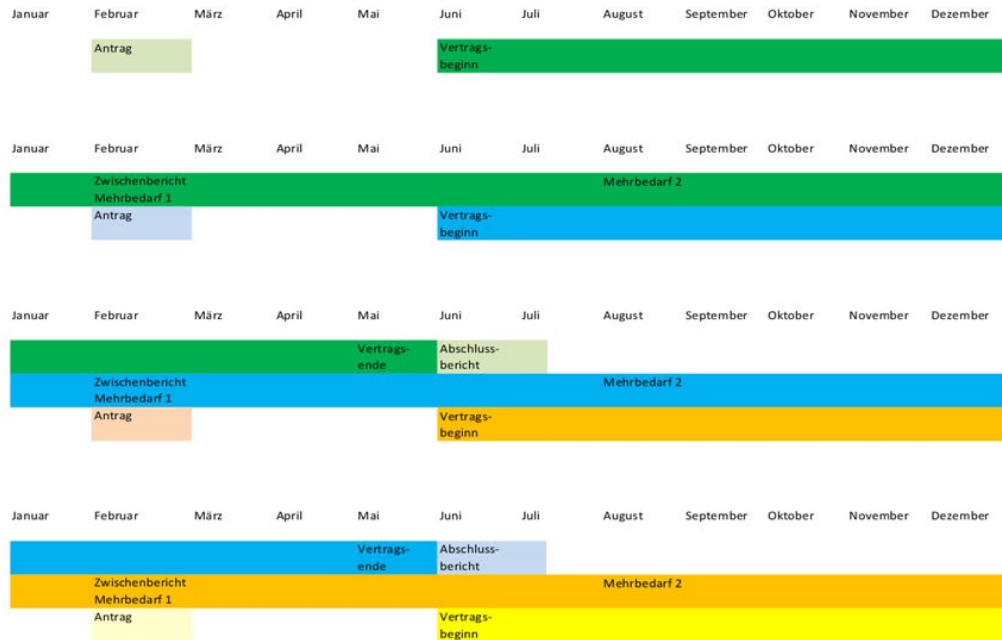 Januar Februar März April Mai Juni Juli August September Oktober November Dezember
Antrag Vertrags-
beginn
Januar Februar März April Mai Juni Juli August September Oktober November Dezember
Zwischenbericht Mehrbedarf 2
Mehrbedarf 1
Antrag Vertrags-
beginn
Januar Februar März April Mai Juni Juli August September Oktober November Dezember
Vertrags- Abschluss-
ende bericht
Zwischenbericht Mehrbedarf 2
Mehrbedarf 1
Antrag Vertrags-
beginn
Januar Februar März April Mai Juni Juli August September Oktober November Dezember
Vertrags- Abschluss-
ende bericht
Zwischenbericht Mehrbedarf 2
Mehrbedarf 1
Antrag Vertrags-
beginn